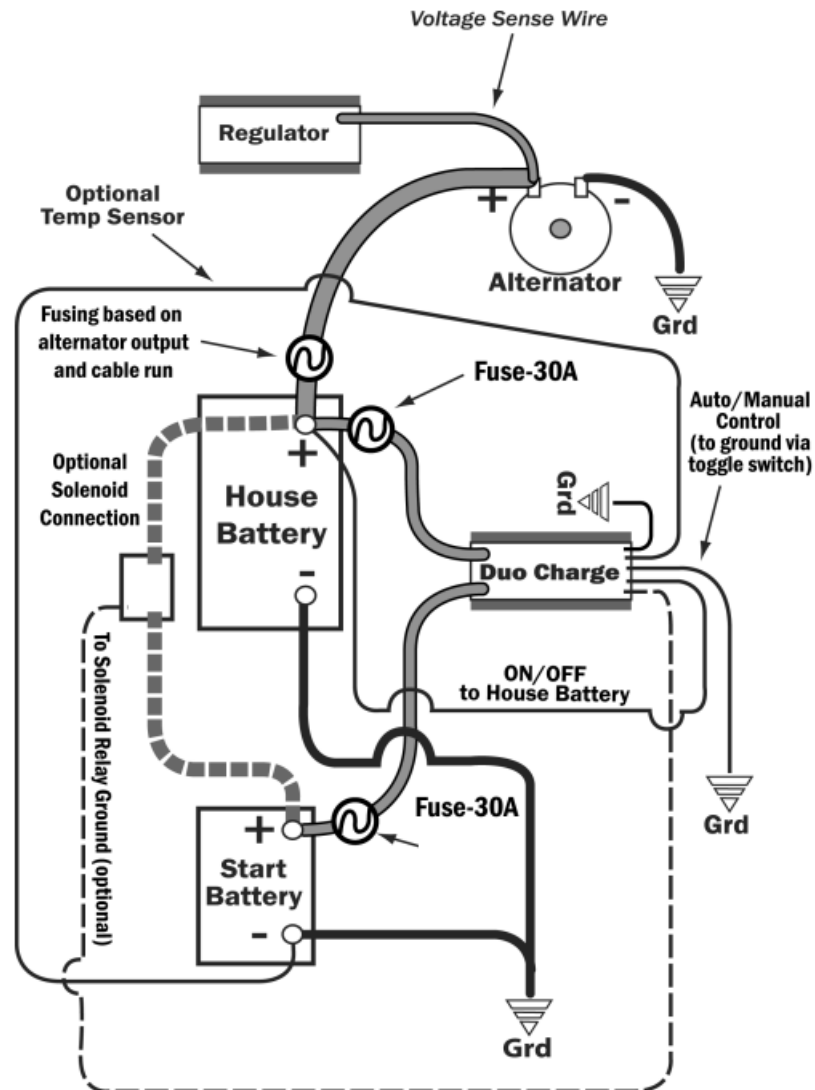 Voltage Sense Wire
Regulator
Optional
Temp Sensor
+
-
Alternator
Grd
Fusing based on
alternator output
and cable run
Fuse-30A
Auto/Manual
Control
(to ground via
toggle switch)
Optional
Solenoid
Connection
+
House
Battery
-
Grd
Duo Charge
To Solenoid Relay Ground (optional)
ON/OFF
to House Battery
Grd
Fuse-30A
+
Start
Battery
-
Grd